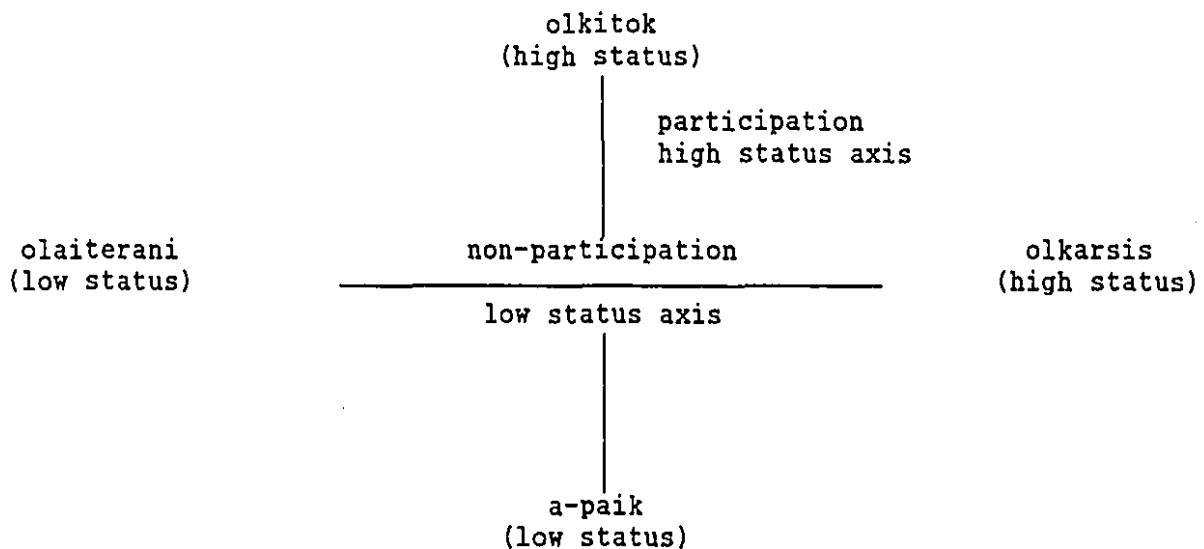 olkitok
(high status)
participation
high status axis
olaiterani
(low status)
non-participation
low status axis
olkarsis
(high status)
a-paik
(low status)